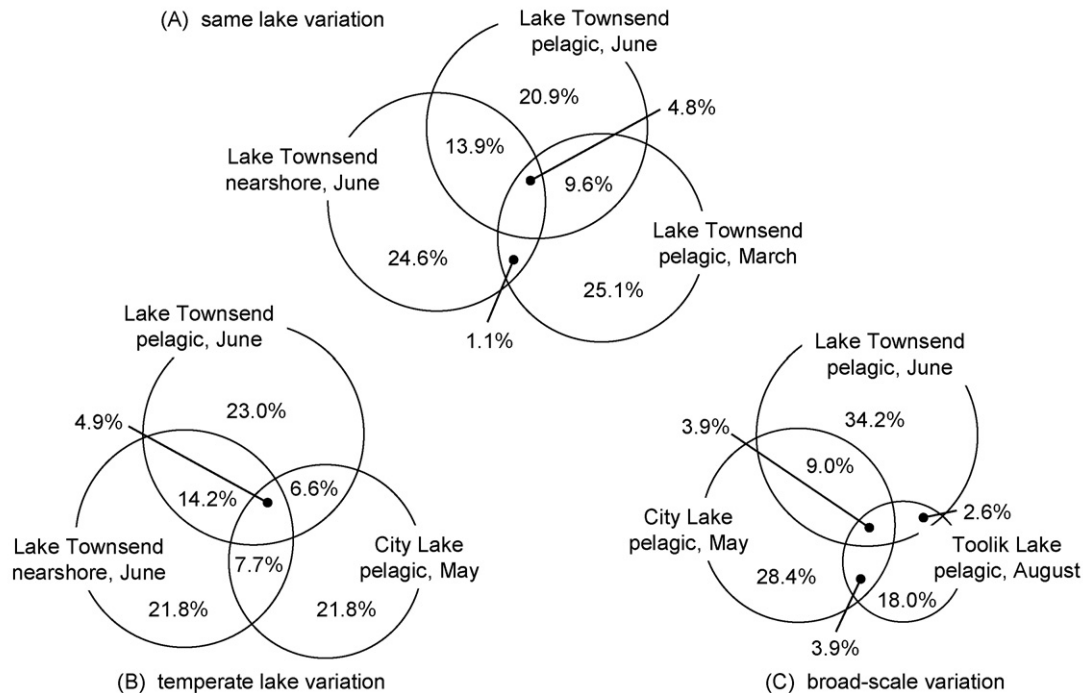 (A) same lake variation
Lake Townsend
pelagic, June
20.9%
4.8%
13.9%
Lake Townsend
nearshore, June
9.6%
Lake Townsend
pelagic, March
24.6%
25.1%
1.1%
Lake Townsend
pelagic, June
23.0%
4.9%
14.2%
6.6%
Lake Townsend
nearshore, June
7.7%
City Lake
pelagic, May
21.8%
21.8%
(B) temperate lake variation
Lake Townsend
pelagic, June
34.2%
3.9%
9.0%
2.6%
City Lake
pelagic, May
Toolik Lake
pelagic, August
28.4%
18.0%
3.9%
(C) broad-scale variation